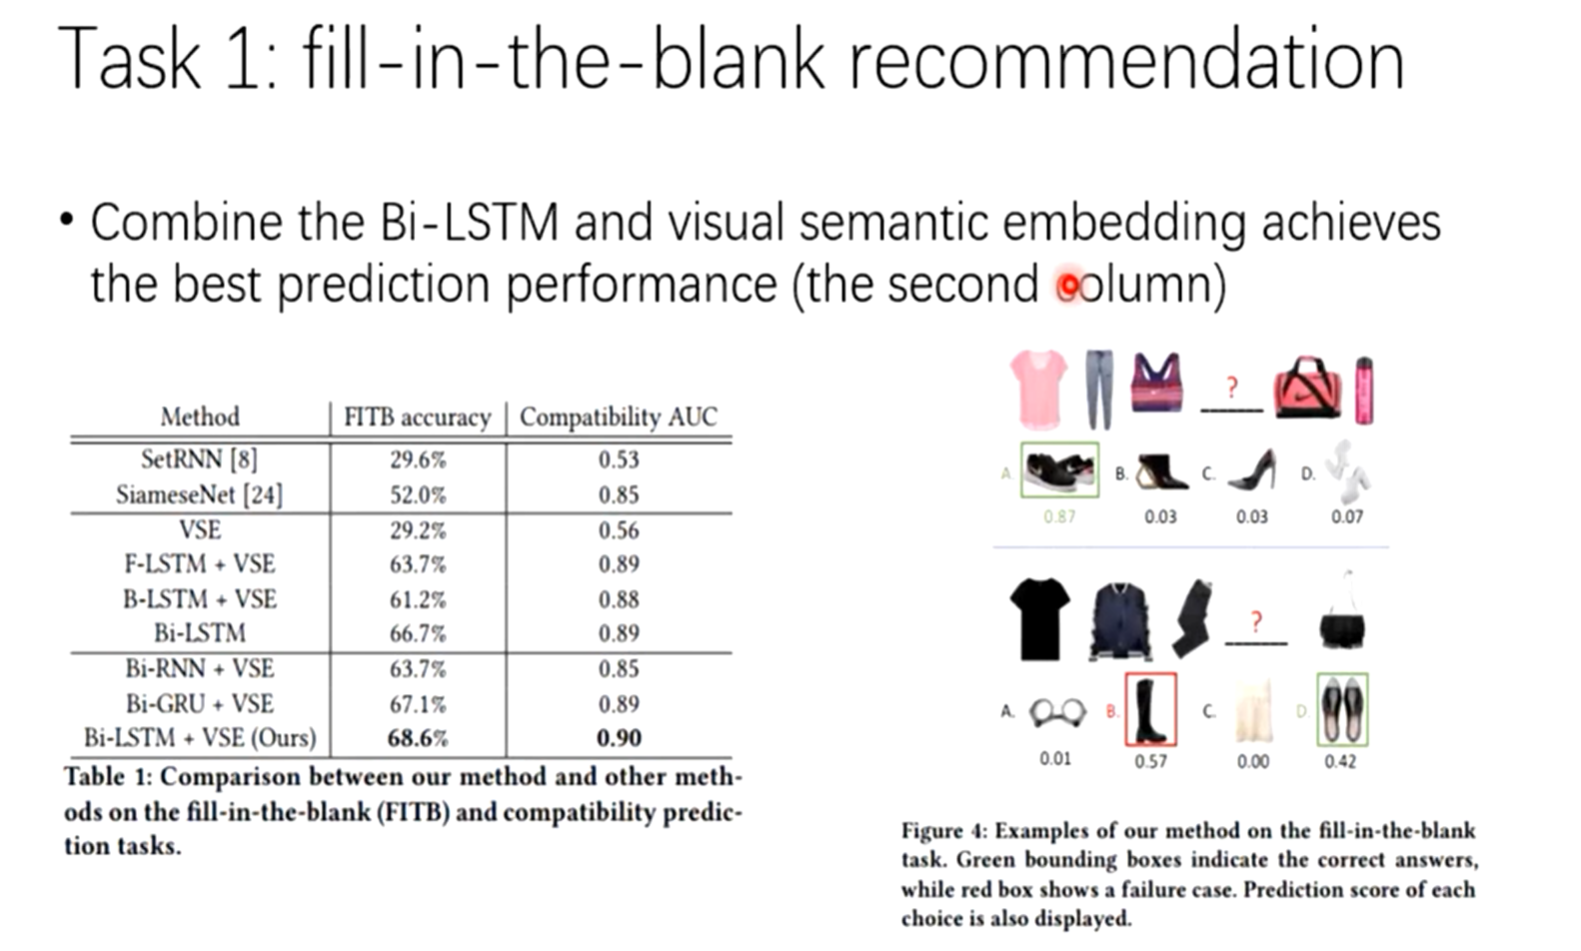 Task 1: fill-in-the-blank recommendation
• Combine the Bi-LSTM and visual semantic embedding achieves
the best prediction performance (the second column)
Method FITB accuracy Compatibility AUC
SetRNN [8] 29.6% 0.53
SiameseNet [24] 52.0% 0.85
VSE 29.2% 0.56
F-LSTM + VSE 63.7% 0.89
B-LSTM + VSE 61.2% 0.88
Bi-LSTM 66.7% 0.89
Bi-RNN + VSE 63.7% 0.85
Bi-GRU + VSE 67.1% 0.89
Bi-LSTM + VSE (Ours) 68.6% 0.90
Table 1: Comparison between our method and other meth-
ods on the fill-in-the-blank (FITB) and compatibility predic-
tion tasks.
?
A. B. C. D.
0.87 0.03 0.03 0.07
?
A. B. C. D.
0.01 0.57 0.00 0.42
Figure 4: Examples of our method on the fill-in-the-blank
task. Green bounding boxes indicate the correct answers,
while red box shows a failure case. Prediction score of each
choice is also displayed.